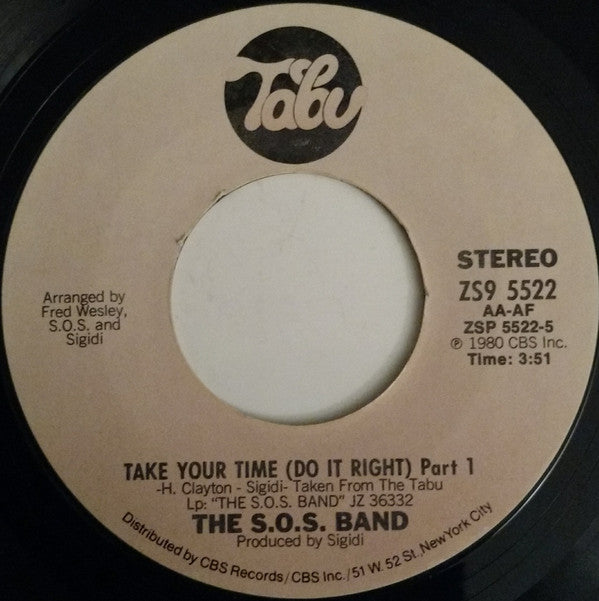 Tabu
STEREO
ZS9 5522
AA-AF
ZSP 5522-5
℗ 1980 CBS Inc.
Time: 3:51
Arranged by
Fred Wesley,
S.O.S. and
Sigidi
TAKE YOUR TIME (DO IT RIGHT) Part 1
-H. Clayton - Sigidi- Taken From The Tabu
Lp: "THE S.O.S. BAND" JZ 36332
THE S.O.S. BAND
Produced by Sigidi
Distributed by CBS Records/CBS Inc./51 W. 52 St., New York City